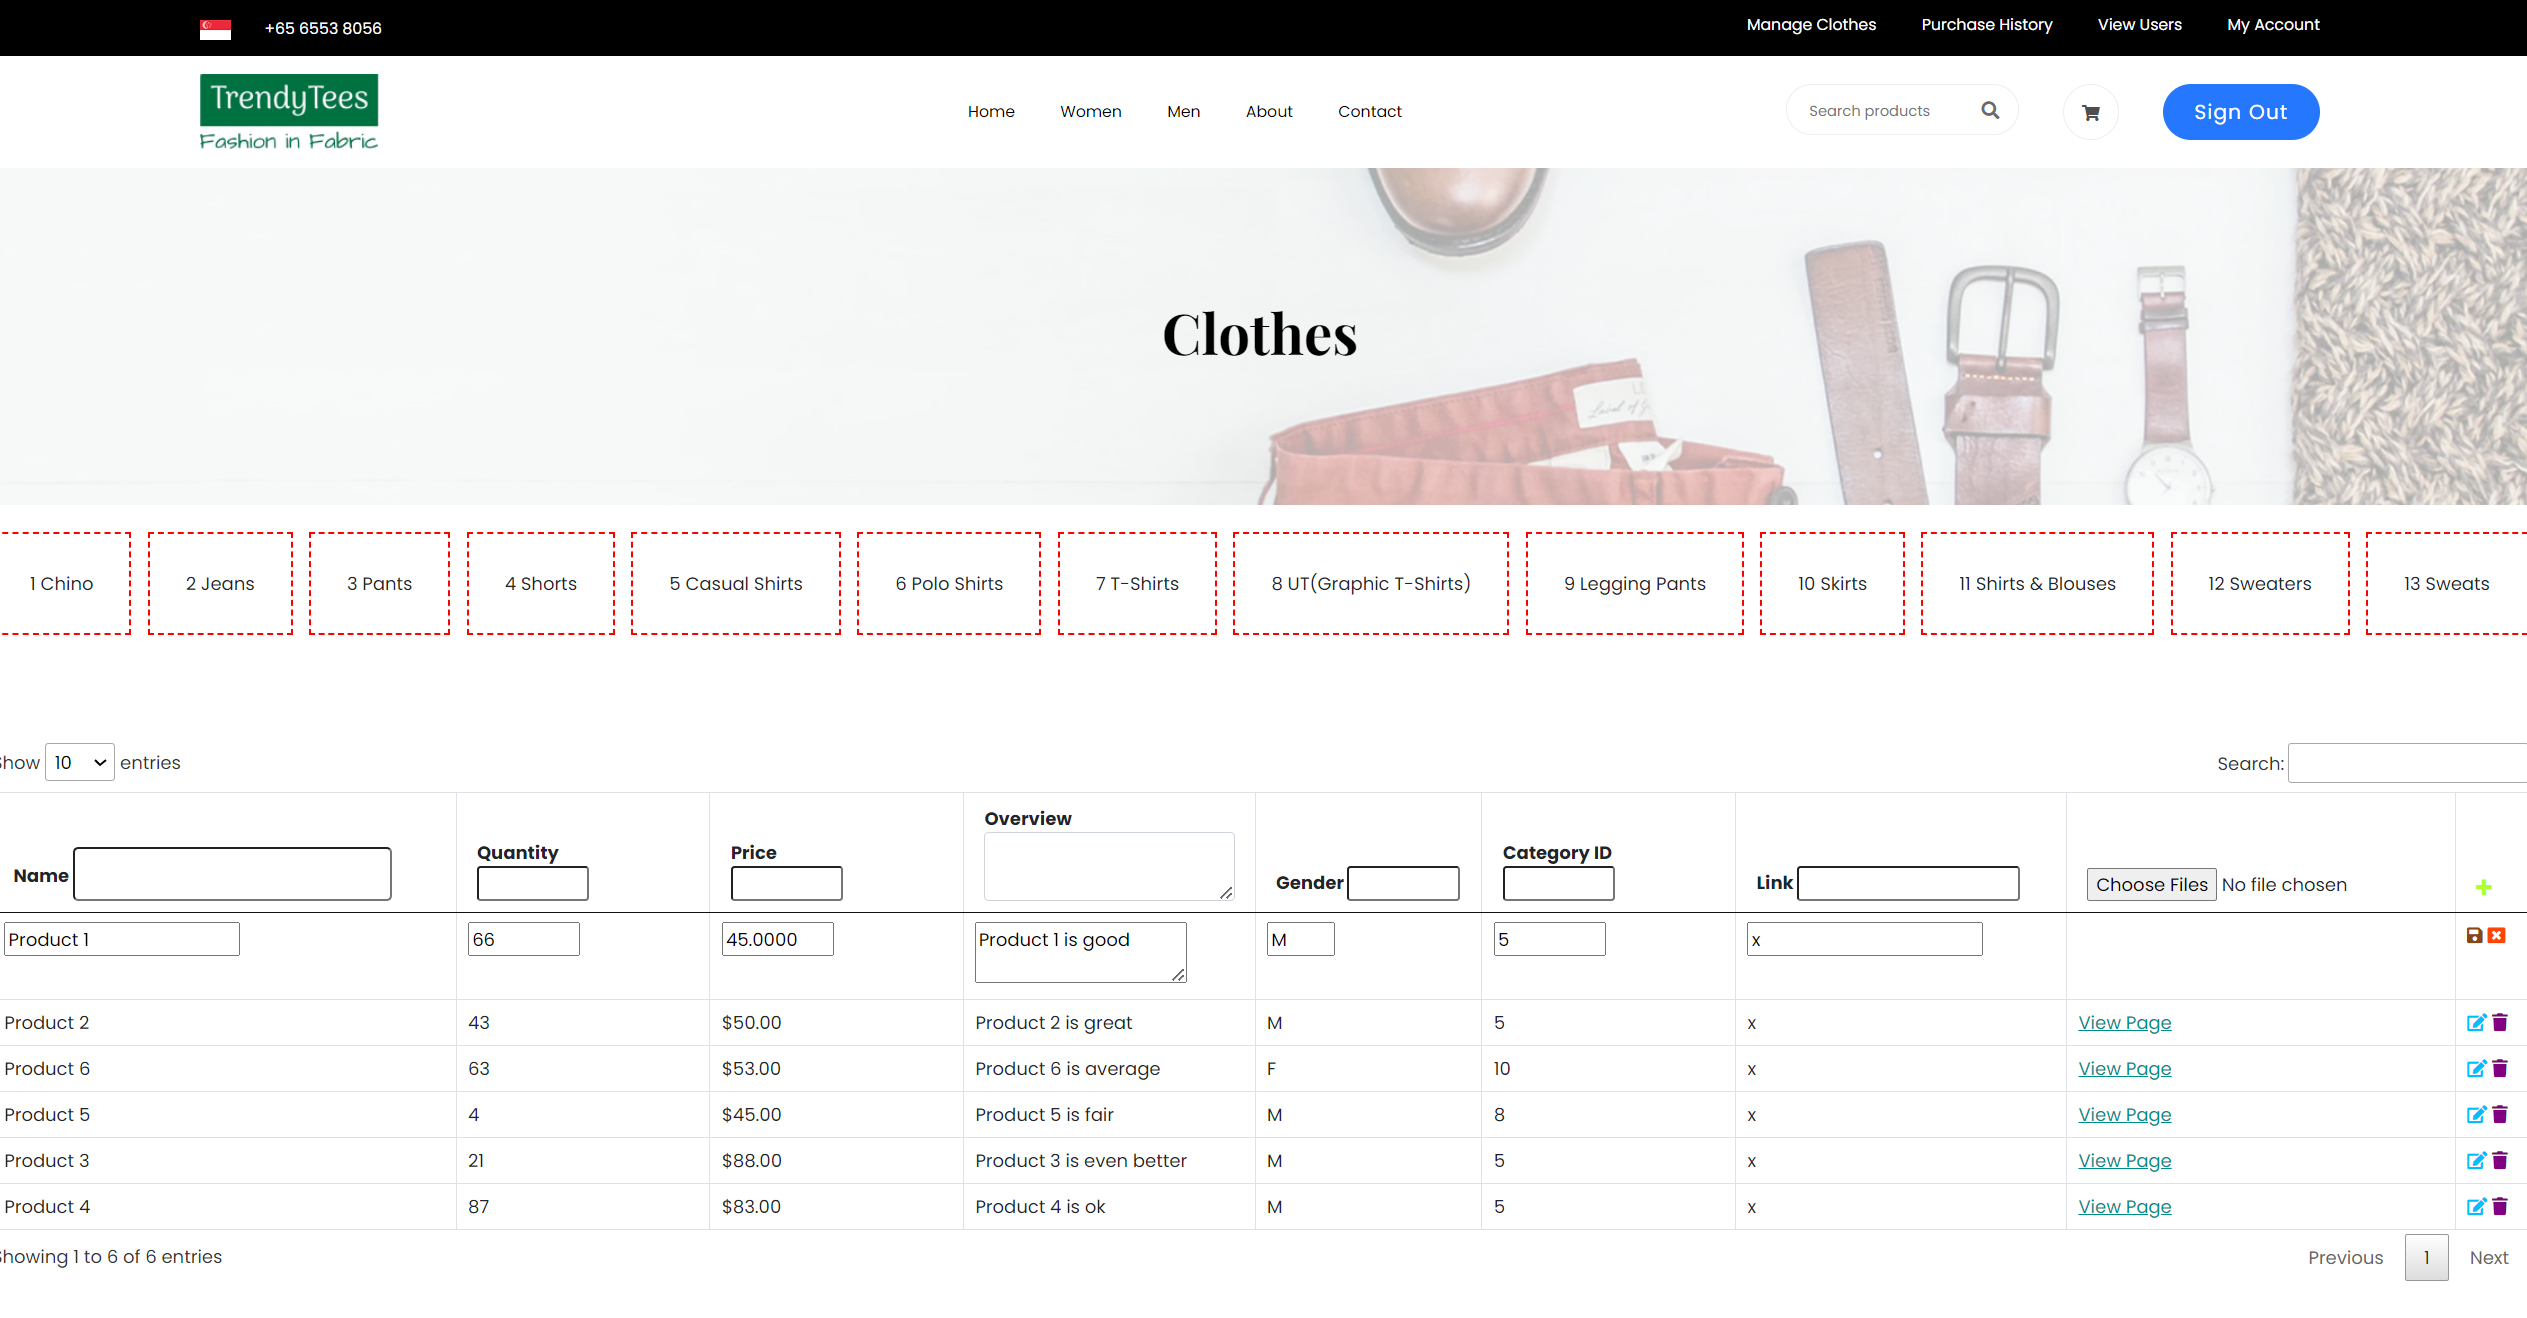 +65 6553 8056 Manage Clothes Purchase History View Users My Account
TrendyTees
Fashion in Fabric
Home Women Men About Contact
Search products
Sign Out
Clothes
1 Chino 2 Jeans 3 Pants 4 Shorts 5 Casual Shirts 6 Polo Shirts 7 T-Shirts 8 UT(Graphic T-Shirts) 9 Legging Pants 10 Skirts 11 Shirts & Blouses 12 Sweaters 13 Sweats
Show 10 entries Search:
Name Quantity Price Overview Gender Category ID Link Choose Files No file chosen
Product 1 66 45.0000 Product 1 is good M 5 x
Product 2 43 $50.00 Product 2 is great M 5 x View Page
Product 6 63 $53.00 Product 6 is average F 10 x View Page
Product 5 4 $45.00 Product 5 is fair M 8 x View Page
Product 3 21 $88.00 Product 3 is even better M 5 x View Page
Product 4 87 $83.00 Product 4 is ok M 5 x View Page
Showing 1 to 6 of 6 entries Previous 1 Next